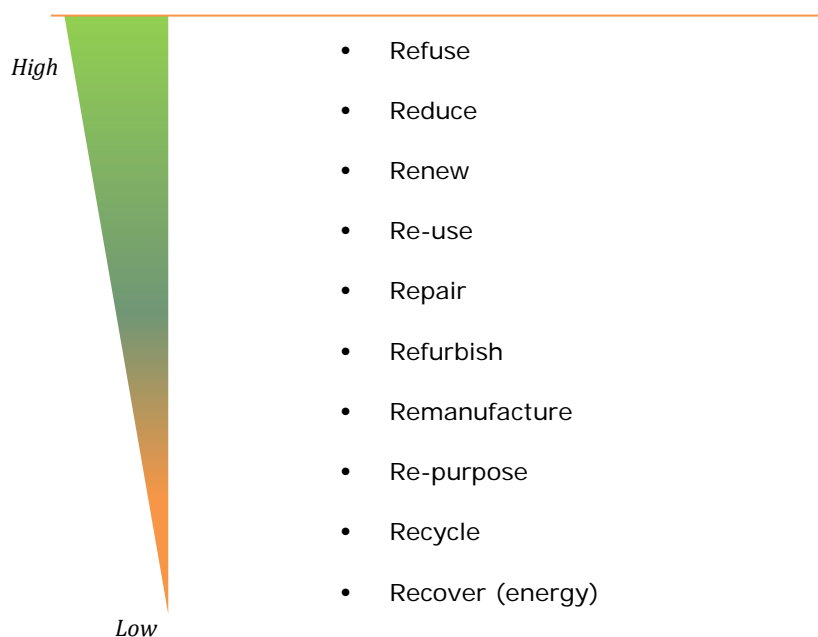 • Refuse
High
• Reduce
• Renew
• Re-use
• Repair
• Refurbish
• Remanufacture
• Re-purpose
• Recycle
• Recover (energy)
Low